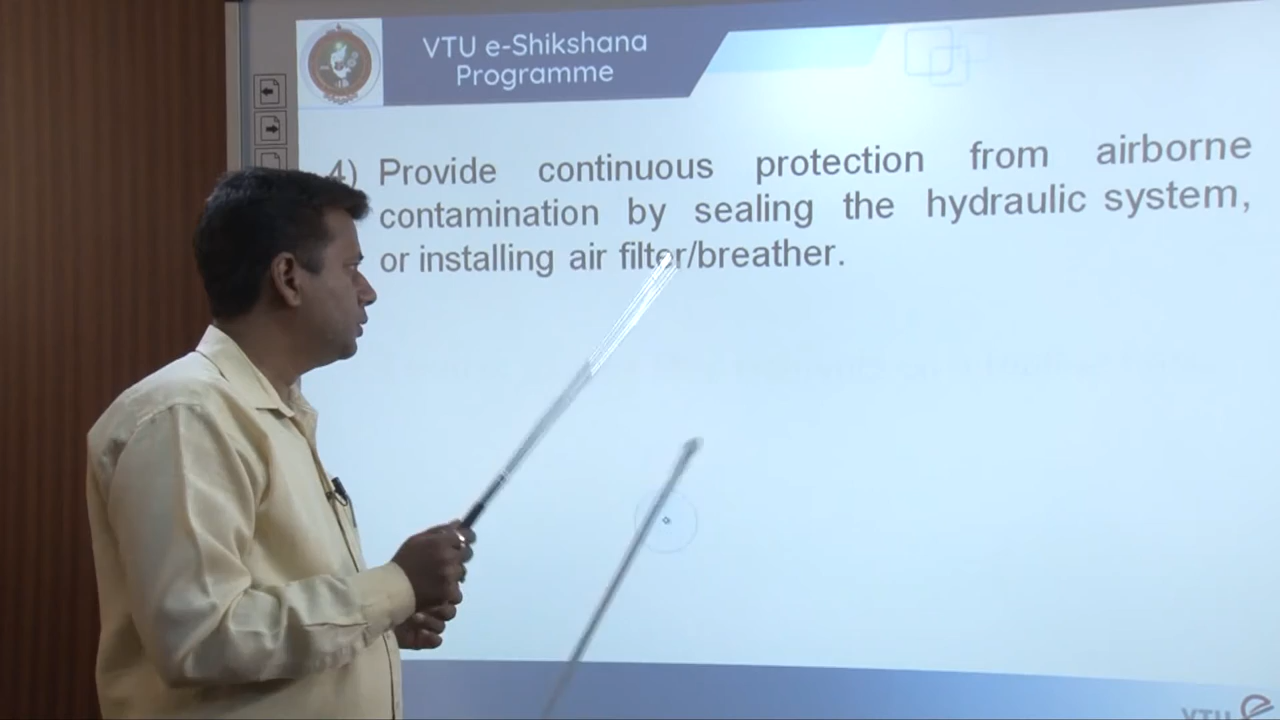 VTU e-Shikshana
Programme
4) Provide continuous protection from airborne
contamination by sealing the hydraulic system,
or installing air filter/breather.
VTU e